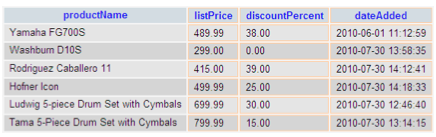 productName listPrice discountPercent dateAdded
Yamaha FG700S 489.99 38.00 2010-06-01 11:12:59
Washburn D10S 299.00 0.00 2010-07-30 13:58:35
Rodriguez Caballero 11 415.00 39.00 2010-07-30 14:12:41
Hofner Icon 499.99 25.00 2010-07-30 14:18:33
Ludwig 5-piece Drum Set with Cymbals 699.99 30.00 2010-07-30 12:46:40
Tama 5-Piece Drum Set with Cymbals 799.99 15.00 2010-07-30 13:14:15